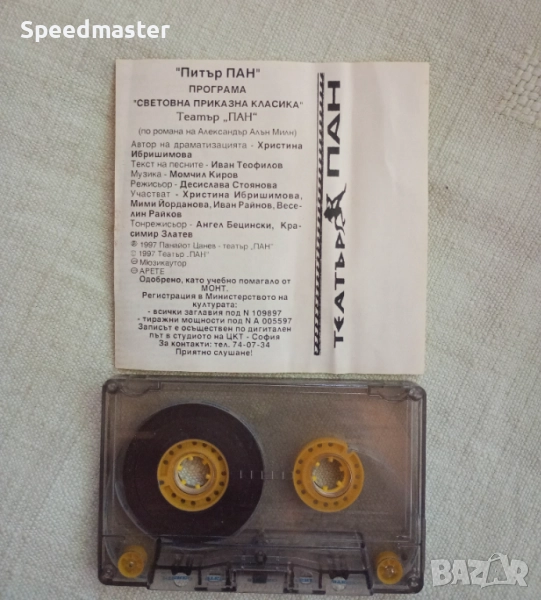 Speedmaster
"Питър ПАН"
ПРОГРАМА
"СВЕТОВНА ПРИКАЗНА КЛАСИКА"
Театър „ПАН"
(по романа на Александър Алън Милн)
Автор на драматизацията - Христина
Ибришимова
Текст на песните - Иван Теофилов
Музика - Момчил Киров
Режисьор - Десислава Стоянова
Участват - Христина Ибришимова,
Мими Йорданова, Иван Райнов, Весе-
лин Райков
Тонрежисьор - Ангел Бецински, Кра-
симир Златев
℗ 1997 Панайот Цанев - театър „ПАН"
© 1997 Театър „ПАН"
Мюзикаутор
АРЕТЕ
Одобрено, като учебно помагало от
МОНТ.
Регистрация в Министерството на
културата:
- всички заглавия под N 109897
- тиражни мощности под N А 005597
Записът е осъществен по дигитален
път в студиото на ЦКТ - София
За контакти: тел. 74-07-34
Приятно слушане!
ТЕАТЪР ПАН
BAZAR